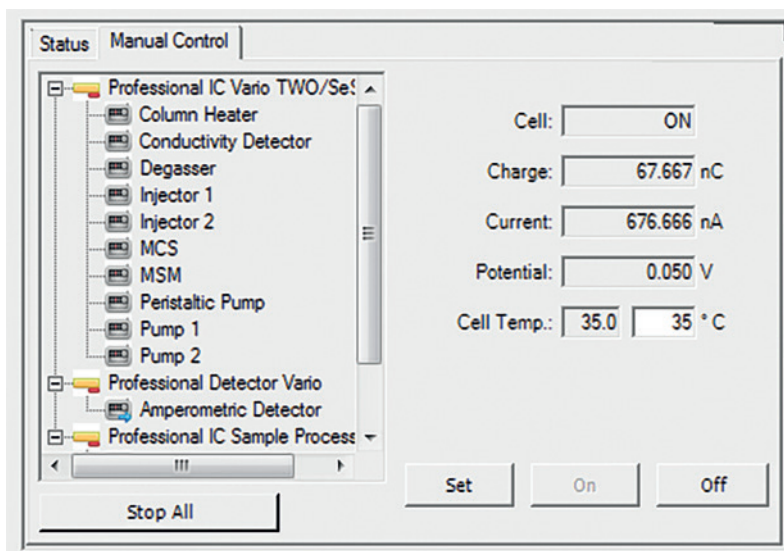 Status Manual Control
Professional IC Vario TWO/SeS
Column Heater
Conductivity Detector
Degasser
Injector 1
Injector 2
MCS
MSM
Peristaltic Pump
Pump 1
Pump 2
Professional Detector Vario
Amperometric Detector
Professional IC Sample Process
Stop All
Cell: ON
Charge: 67.667 nC
Current: 676.666 nA
Potential: 0.050 V
Cell Temp.: 35.0 35 ° C
Set On Off